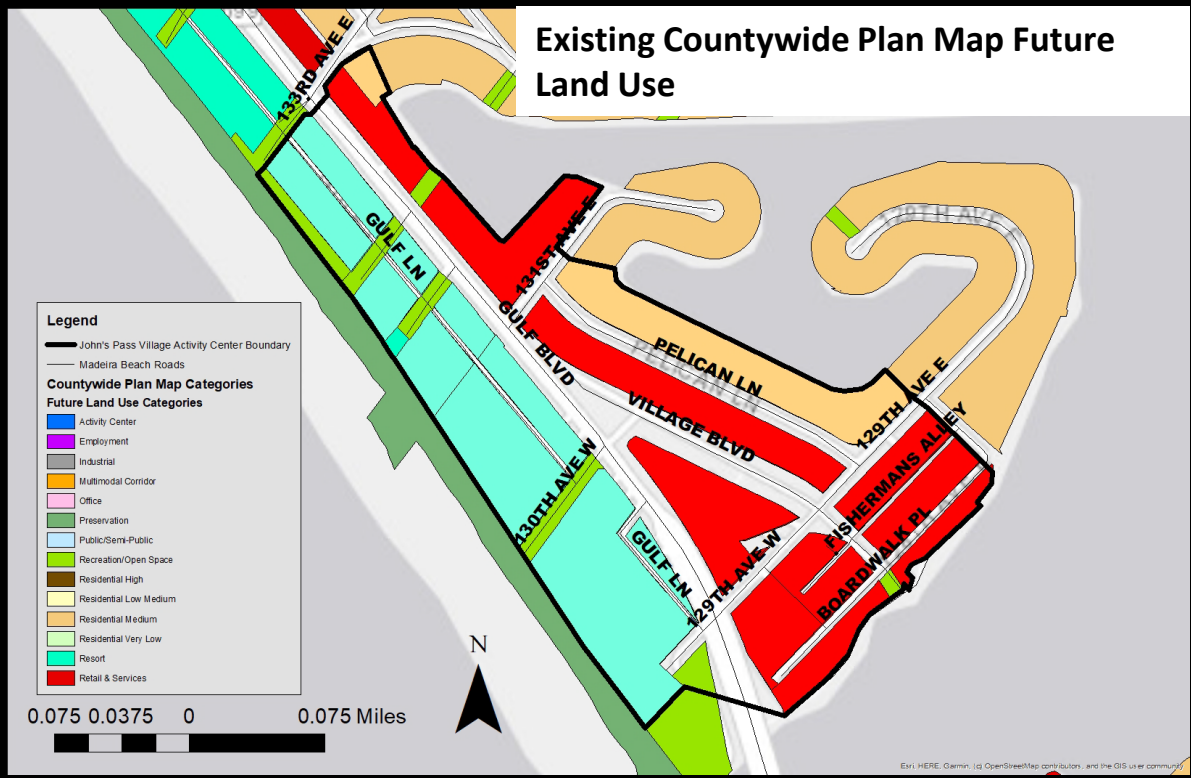 Existing Countywide Plan Map Future
Land Use
133RD AVE E
GULF LN
131ST AVE E
129TH AVE E
GULF BLVD
PELICAN LN
PELICAN LN
VILLAGE BLVD
129TH AVE E
FISHERMANS ALLEY
130TH AVE W
GULF LN
129TH AVE W
BOARDWALK PL
Legend
John's Pass Village Activity Center Boundary
Madeira Beach Roads
Countywide Plan Map Categories
Future Land Use Categories
Activity Center
Employment
Industrial
Multimodal Corridor
Office
Preservation
Public/Semi-Public
Recreation/Open Space
Residential High
Residential Low Medium
Residential Medium
Residential Very Low
Resort
Retail & Services
N
0.075 0.0375 0 0.075 Miles
Esri, HERE, Garmin, (c) OpenStreetMap contributors, and the GIS user community